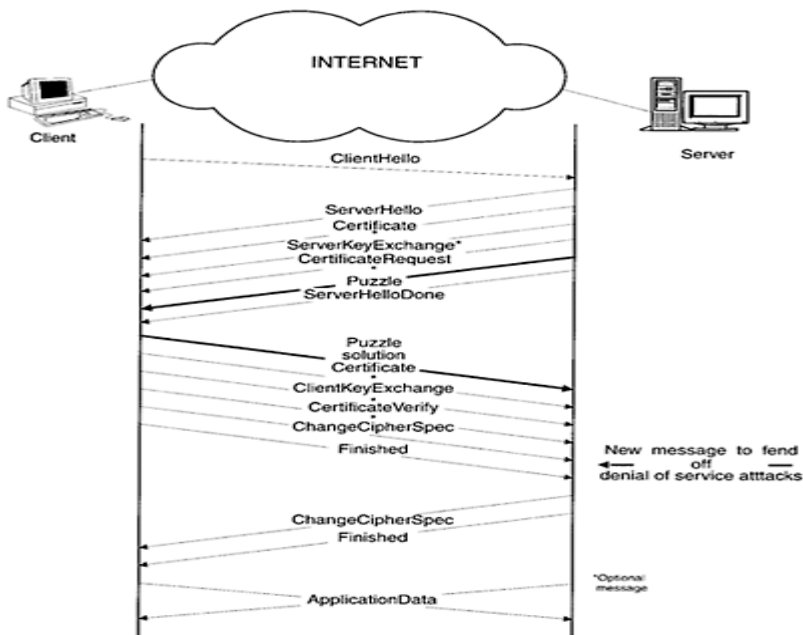 INTERNET
Client
Server
ClientHello
ServerHello
Certificate
ServerKeyExchange*
CertificateRequest
Puzzle
ServerHelloDone
Puzzle
solution
Certificate
ClientKeyExchange
CertificateVerify
ChangeCipherSpec
Finished
New message to fend
off
denial of service atttacks
ChangeCipherSpec
Finished
*Optional
message
ApplicationData